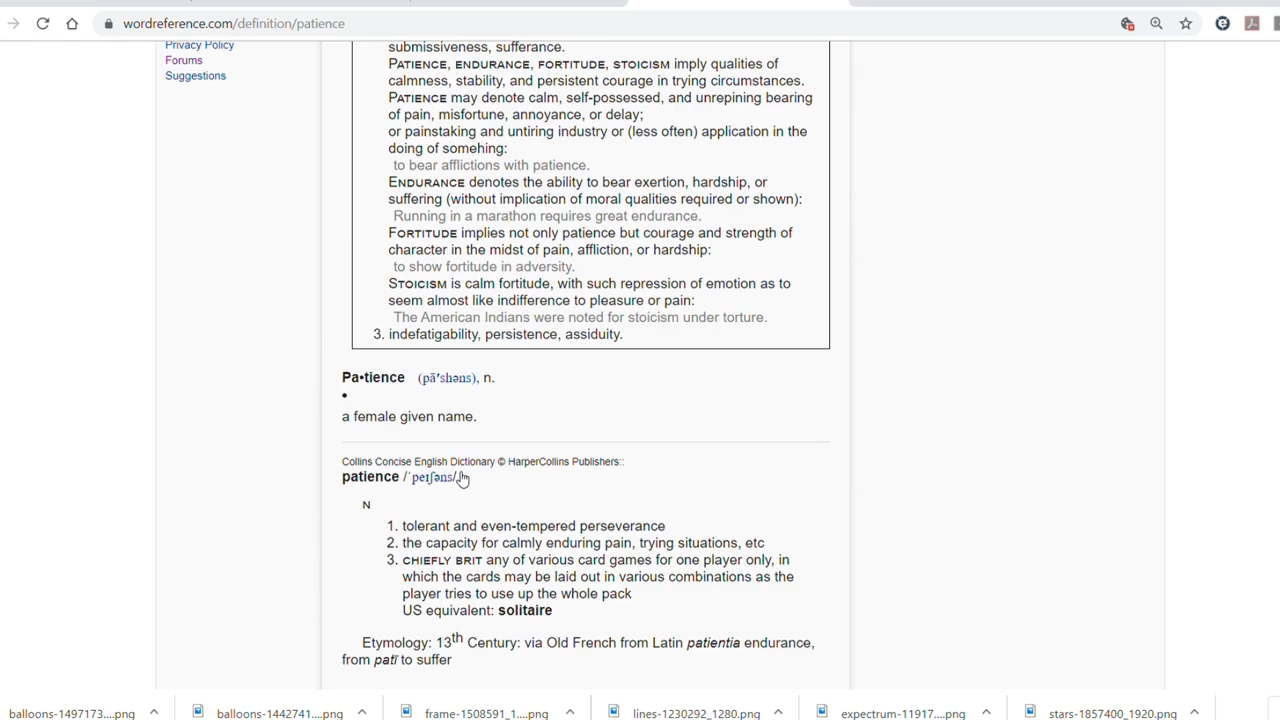 wordreference.com/definition/patience
Privacy Policy
Forums
Suggestions
submissiveness, sufferance.
PATIENCE, ENDURANCE, FORTITUDE, STOICISM imply qualities of
calmness, stability, and persistent courage in trying circumstances.
PATIENCE may denote calm, self-possessed, and unrepining bearing
of pain, misfortune, annoyance, or delay;
or painstaking and untiring industry or (less often) application in the
doing of somehing:
to bear afflictions with patience.
ENDURANCE denotes the ability to bear exertion, hardship, or
suffering (without implication of moral qualities required or shown):
Running in a marathon requires great endurance.
FORTITUDE implies not only patience but courage and strength of
character in the midst of pain, affliction, or hardship:
to show fortitude in adversity.
STOICISM is calm fortitude, with such repression of emotion as to
seem almost like indifference to pleasure or pain:
The American Indians were noted for stoicism under torture.
3. indefatigability, persistence, assiduity.
Pa•tience (pā′shəns), n.
•
a female given name.
Collins Concise English Dictionary © HarperCollins Publishers::
patience /ˈpeɪʃəns/
N
1. tolerant and even-tempered perseverance
2. the capacity for calmly enduring pain, trying situations, etc
3. CHIEFLY BRIT any of various card games for one player only, in
which the cards may be laid out in various combinations as the
player tries to use up the whole pack
US equivalent: solitaire
Etymology: 13th Century: via Old French from Latin patientia endurance,
from patī to suffer
balloons-1497173....png balloons-1442741....png frame-1508591_1....png lines-1230292_1280.png expectrum-11917....png stars-1857400_1920.png